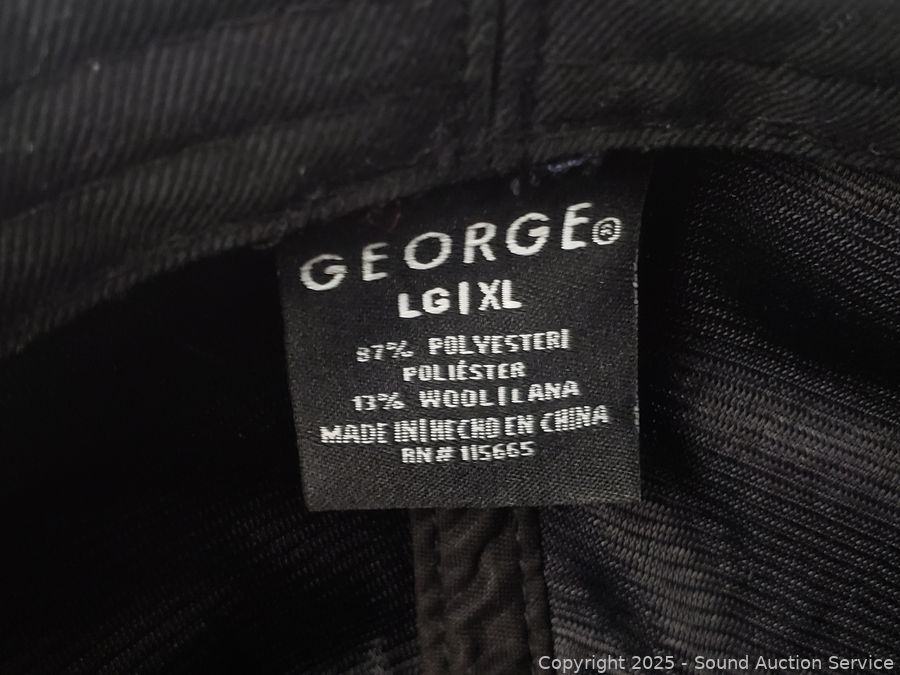 GEORGE®
LG|XL
87% POLYESTER|
POLIÉSTER
13% WOOL|LANA
MADE IN|HECHO EN CHINA
RN# 115665
Copyright 2025 - Sound Auction Service